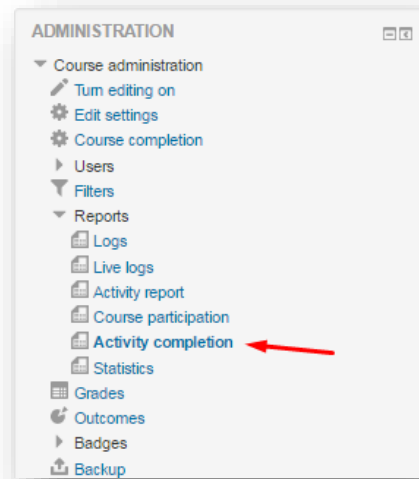 ADMINISTRATION
Course administration
Turn editing on
Edit settings
Course completion
Users
Filters
Reports
Logs
Live logs
Activity report
Course participation
Activity completion
Statistics
Grades
Outcomes
Badges
Backup